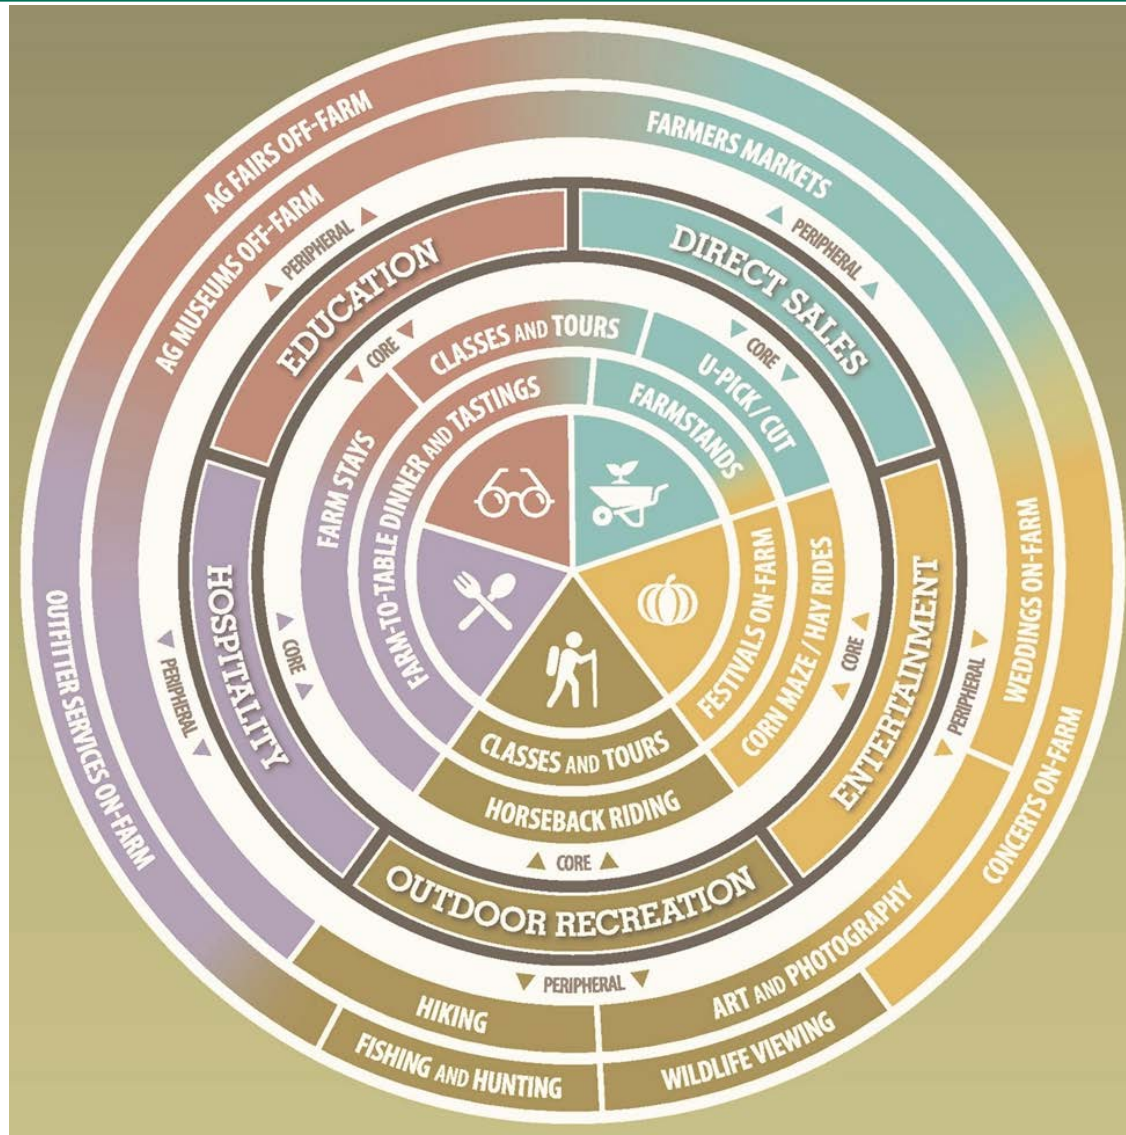 AG FAIRS OFF-FARM
AG MUSEUMS OFF-FARM
FARMERS MARKETS
PERIPHERAL
PERIPHERAL
EDUCATION
DIRECT SALES
CORE
CORE
CLASSES AND TOURS
U-PICK / CUT
FARM STAYS
FARM-TO-TABLE DINNER AND TASTINGS
FARMSTANDS
HOSPITALITY
CORE
PERIPHERAL
OUTFITTER SERVICES ON-FARM
FESTIVALS ON-FARM
CORN MAZE / HAY RIDES
CORE
ENTERTAINMENT
PERIPHERAL
WEDDINGS ON-FARM
CONCERTS ON-FARM
CLASSES AND TOURS
HORSEBACK RIDING
CORE
OUTDOOR RECREATION
PERIPHERAL
HIKING
ART AND PHOTOGRAPHY
FISHING AND HUNTING
WILDLIFE VIEWING